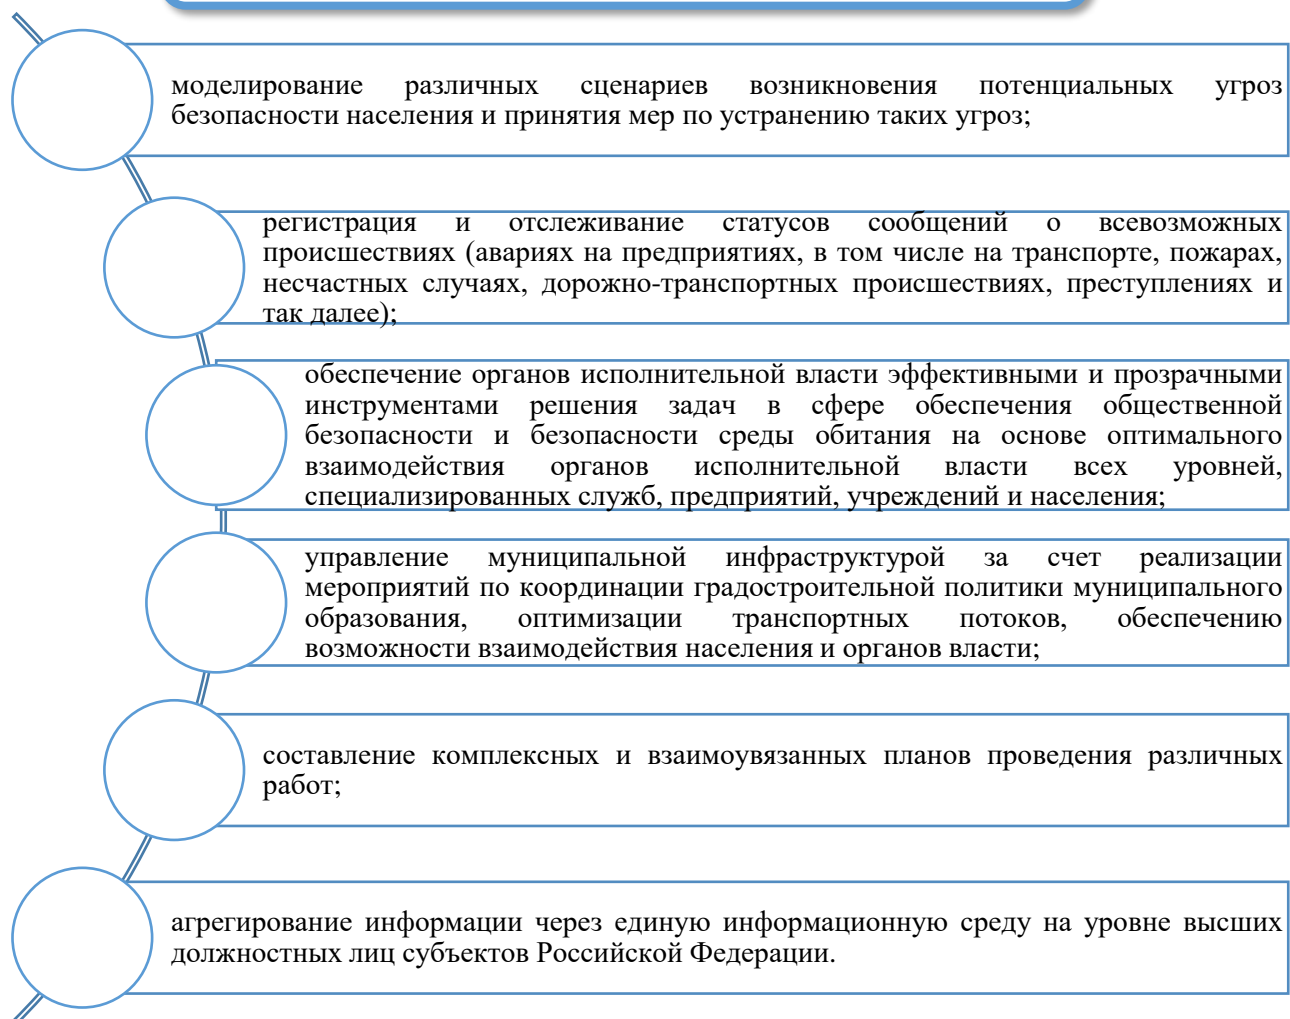 моделирование различных сценариев возникновения потенциальных угроз
безопасности населения и принятия мер по устранению таких угроз;
регистрация и отслеживание статусов сообщений о всевозможных
происшествиях (авариях на предприятиях, в том числе на транспорте, пожарах,
несчастных случаях, дорожно-транспортных происшествиях, преступлениях и
так далее);
обеспечение органов исполнительной власти эффективными и прозрачными
инструментами решения задач в сфере обеспечения общественной
безопасности и безопасности среды обитания на основе оптимального
взаимодействия органов исполнительной власти всех уровней,
специализированных служб, предприятий, учреждений и населения;
управление муниципальной инфраструктурой за счет реализации
мероприятий по координации градостроительной политики муниципального
образования, оптимизации транспортных потоков, обеспечению
возможности взаимодействия населения и органов власти;
составление комплексных и взаимоувязанных планов проведения различных
работ;
агрегирование информации через единую информационную среду на уровне высших
должностных лиц субъектов Российской Федерации.